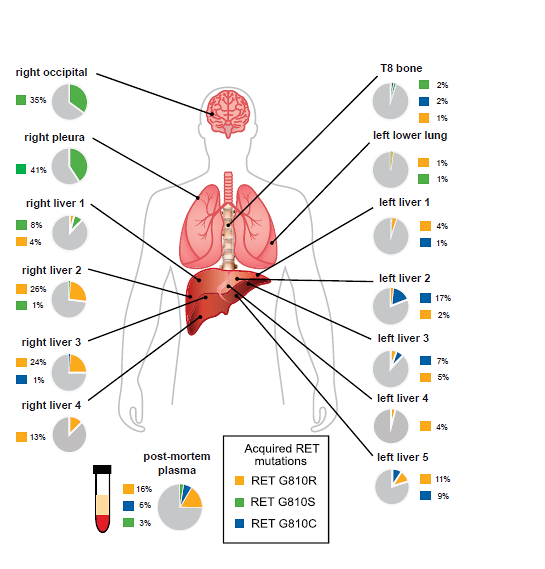 right occipital
35%
right pleura
41%
right liver 1
8%
4%
right liver 2
26%
1%
right liver 3
24%
1%
right liver 4
13%
T8 bone
2%
2%
1%
left lower lung
1%
1%
left liver 1
4%
1%
left liver 2
17%
2%
left liver 3
7%
5%
left liver 4
4%
left liver 5
11%
9%
post-mortem
plasma
16%
6%
3%
Acquired RET
mutations
RET G810R
RET G810S
RET G810C